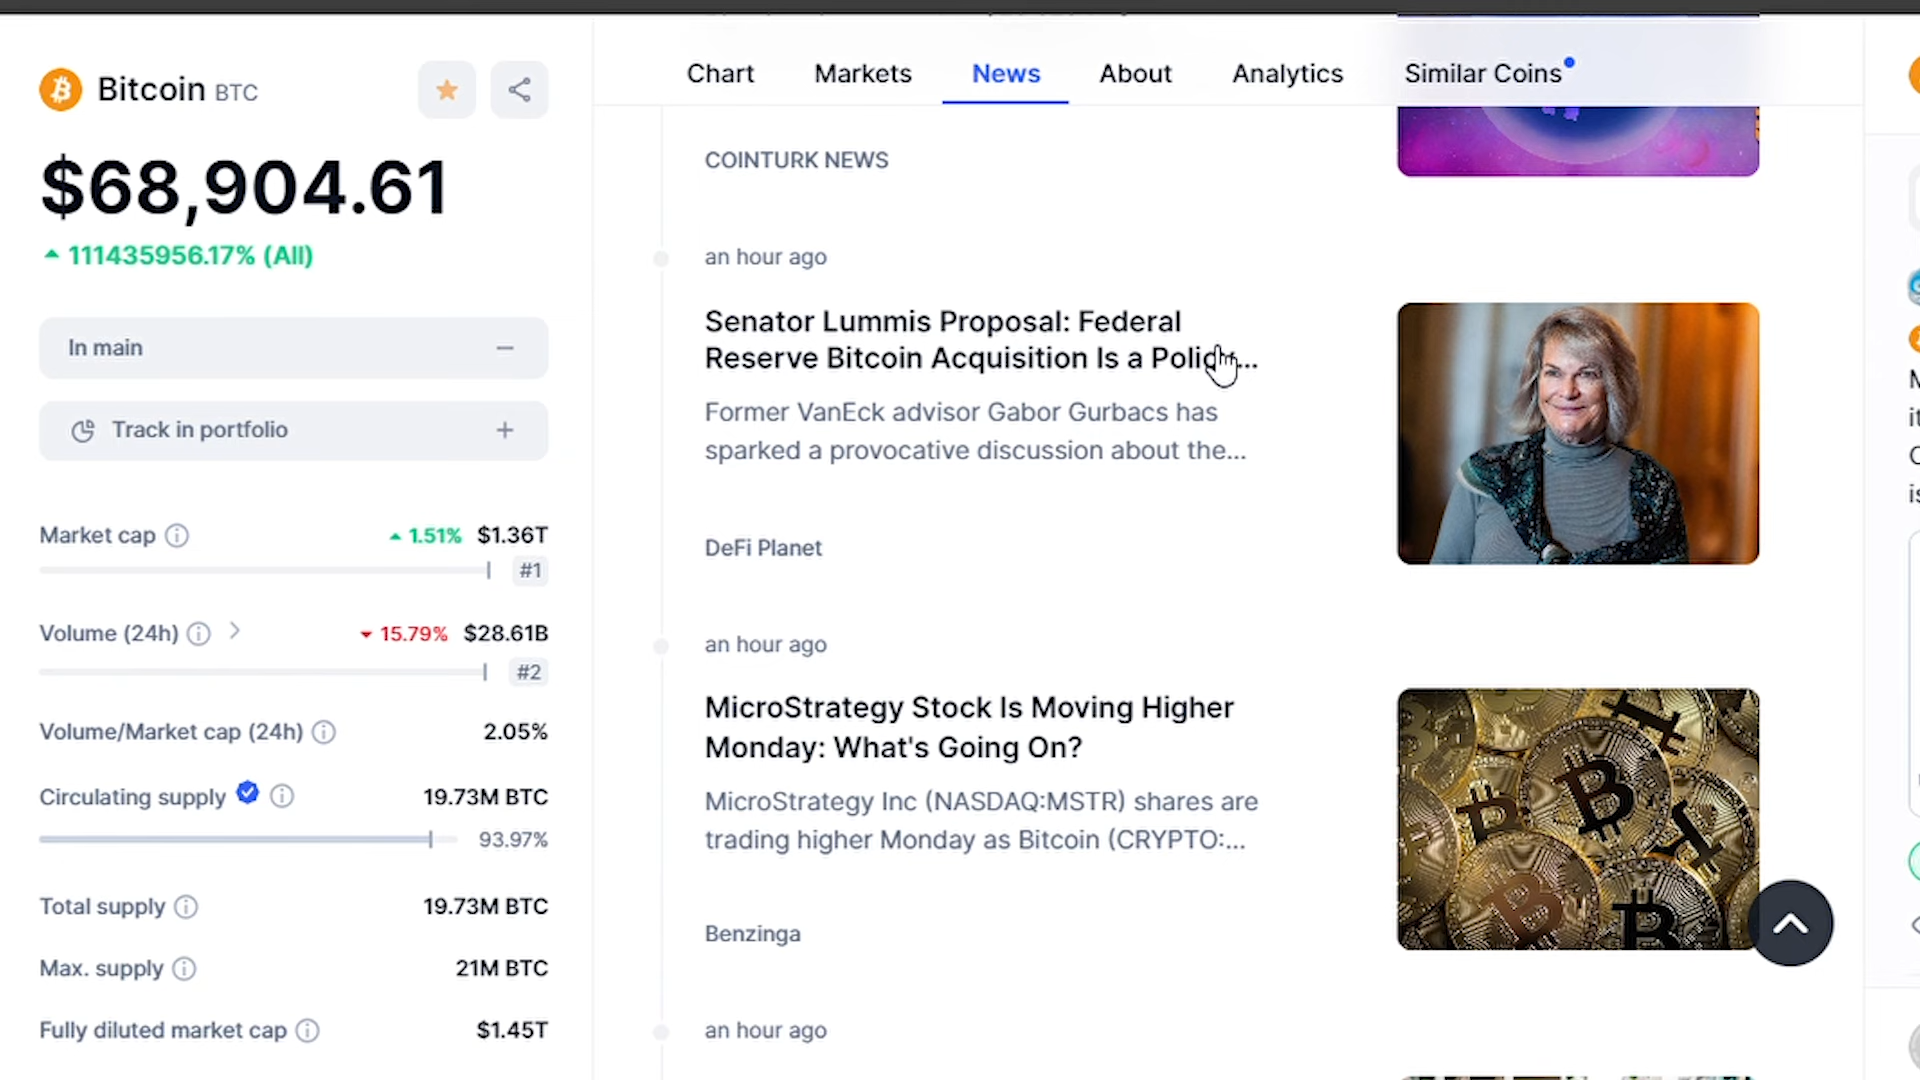 Bitcoin BTC
$68,904.61
111435956.17% (All)
In main
Track in portfolio
Market cap 1.51% $1.36T
#1
Volume (24h) 15.79% $28.61B
#2
Volume/Market cap (24h) 2.05%
Circulating supply 19.73M BTC
93.97%
Total supply 19.73M BTC
Max. supply 21M BTC
Fully diluted market cap $1.45T
Chart Markets News About Analytics Similar Coins
COINTURK NEWS
an hour ago
Senator Lummis Proposal: Federal
Reserve Bitcoin Acquisition Is a
Former VanEck advisor Gabor Gurbacs has
sparked a provocative discussion about the...
DeFi Planet
an hour ago
MicroStrategy Stock Is Moving Higher
Monday: What's Going On?
MicroStrategy Inc (NASDAQ:MSTR) shares are
trading higher Monday as Bitcoin (CRYPTO:...
Benzinga
an hour ago